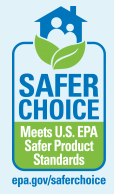 SAFER
CHOICE
Meets U.S. EPA
Safer Product
Standards
epa.gov/saferchoice